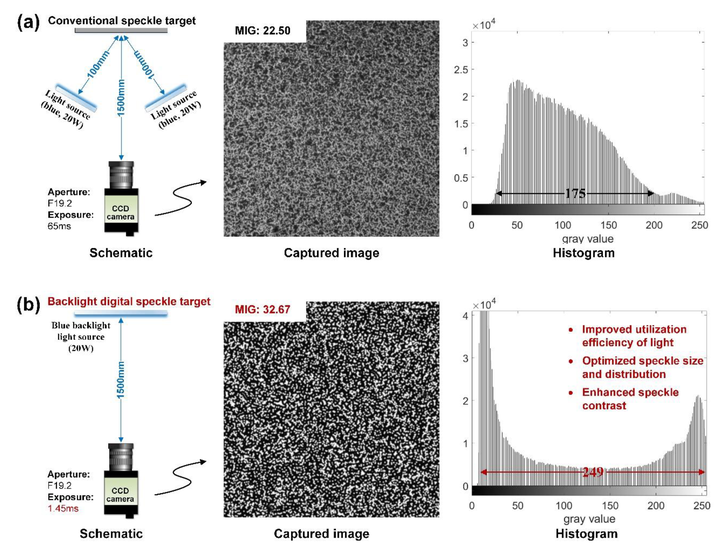 (a)
Conventional speckle target
100mm
100mm
1500mm
Light source
(blue, 20W)
Light source
(blue, 20W)
Aperture:
F19.2
Exposure:
65ms
CCD
camera
Schematic
MIG: 22.50
Captured image
×10⁴
3
2.5
2
1.5
1
0.5
0
175
0 50 100 150 200 250
gray value
Histogram
(b)
Backlight digital speckle target
Blue backlight
light source
(20W)
1500mm
Aperture:
F19.2
Exposure:
1.45ms
CCD
camera
Schematic
MIG: 32.67
Captured image
×10⁴
4
3
2
1
0
• Improved utilization
efficiency of light
• Optimized speckle size
and distribution
• Enhanced speckle
contrast
249
0 50 100 150 200 250
gray value
Histogram